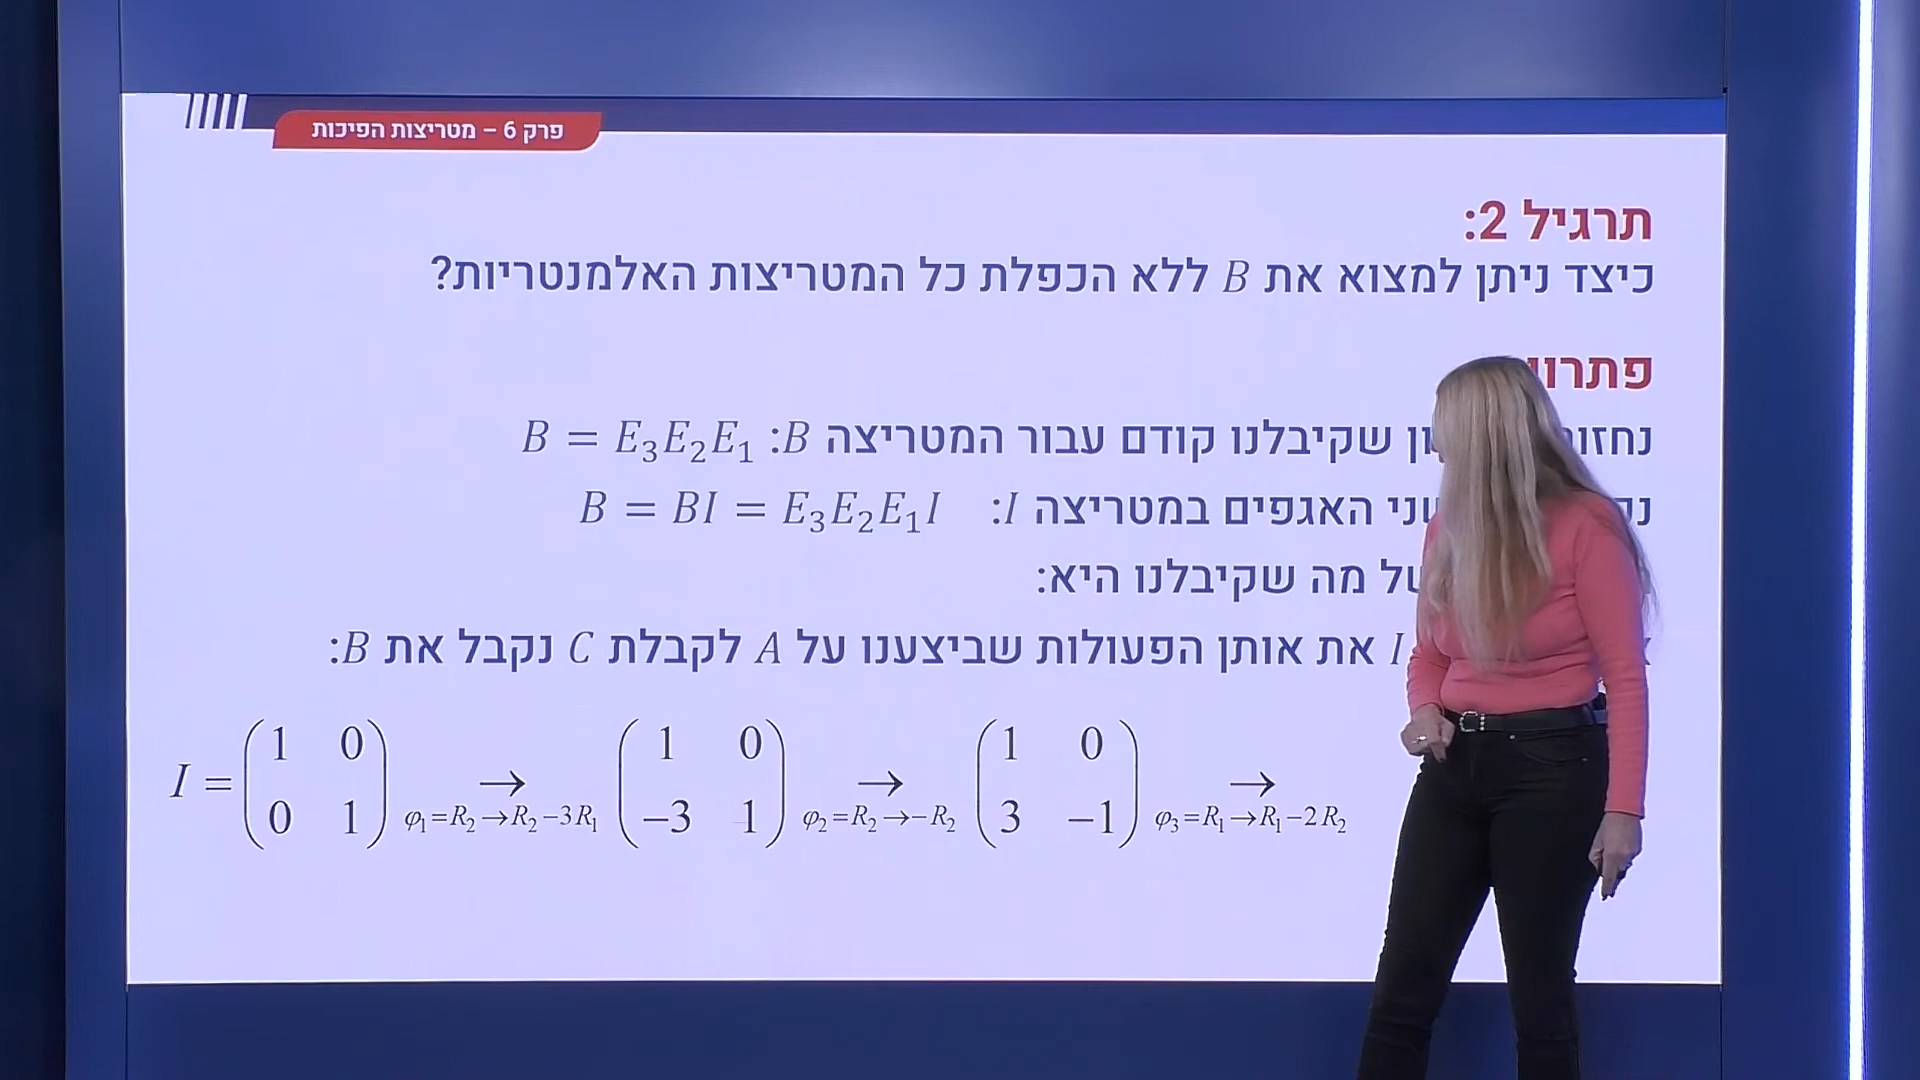 פרק 6 – מטריצות הפיכות
תרגיל 2:
כיצד ניתן למצוא את B ללא הכפלת כל המטריצות האלמנטריות?
שקיבלנו קודם עבור המטריצה B: B = E₃E₂E₁
האגפים במטריצה I: B = BI = E₃E₂E₁I
מה שקיבלנו היא:
I את אותן הפעולות שביצענו על A לקבלת C נקבל את B:
I = (1 0; 0 1) → φ₁=R₂→R₂−3R₁ (1 0; −3 1) → φ₂=R₂→−R₂ (1 0; 3 −1) → φ₃=R₁→R₁−2R₂